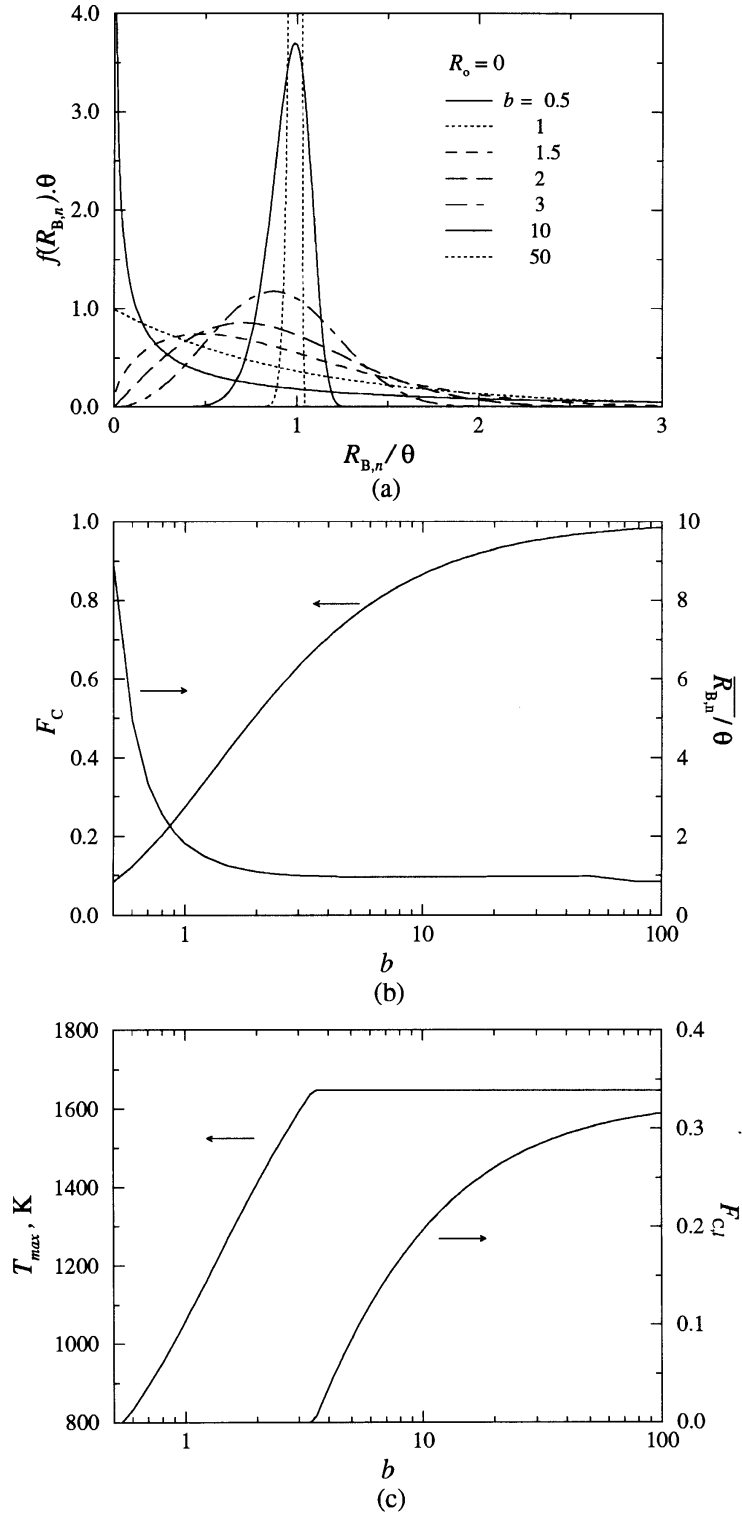 4.0
3.0
2.0
1.0
0.0
f(R_B,n).θ
R_o = 0
b = 0.5
1
1.5
2
3
10
50
0 1 2 3
R_B,n / θ
(a)
1.0
0.8
0.6
0.4
0.2
0.0
F_C
10
8
6
4
2
0
R_B,n / θ
1 10 100
b
(b)
1800
1600
1400
1200
1000
800
T_max, K
0.4
0.3
0.2
0.1
0.0
F_C,l
1 10 100
b
(c)